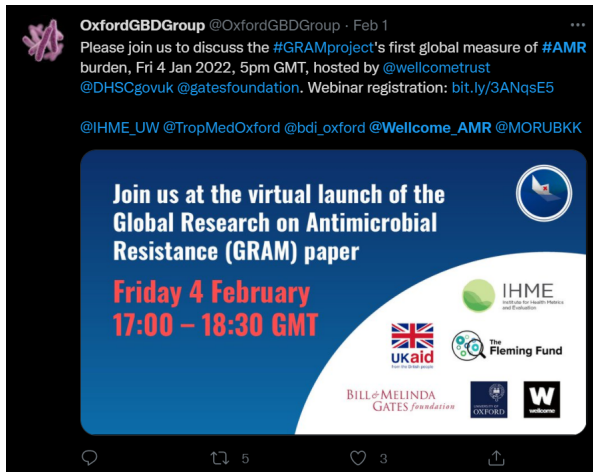 OxfordGBDGroup @OxfordGBDGroup · Feb 1
Please join us to discuss the #GRAMproject's first global measure of #AMR
burden, Fri 4 Jan 2022, 5pm GMT, hosted by @wellcometrust
@DHSCgovuk @gatesfoundation. Webinar registration: bit.ly/3ANqsE5
@IHME_UW @TropMedOxford @bdi_oxford @Wellcome_AMR @MORUBKK
Join us at the virtual launch of the
Global Research on Antimicrobial
Resistance (GRAM) paper
Friday 4 February
17:00 – 18:30 GMT
IHME
Institute for Health Metrics
and Evaluation
UKaid
from the British people
The
Fleming Fund
BILL & MELINDA
GATES foundation
UNIVERSITY OF
OXFORD
W
wellcome
5
3